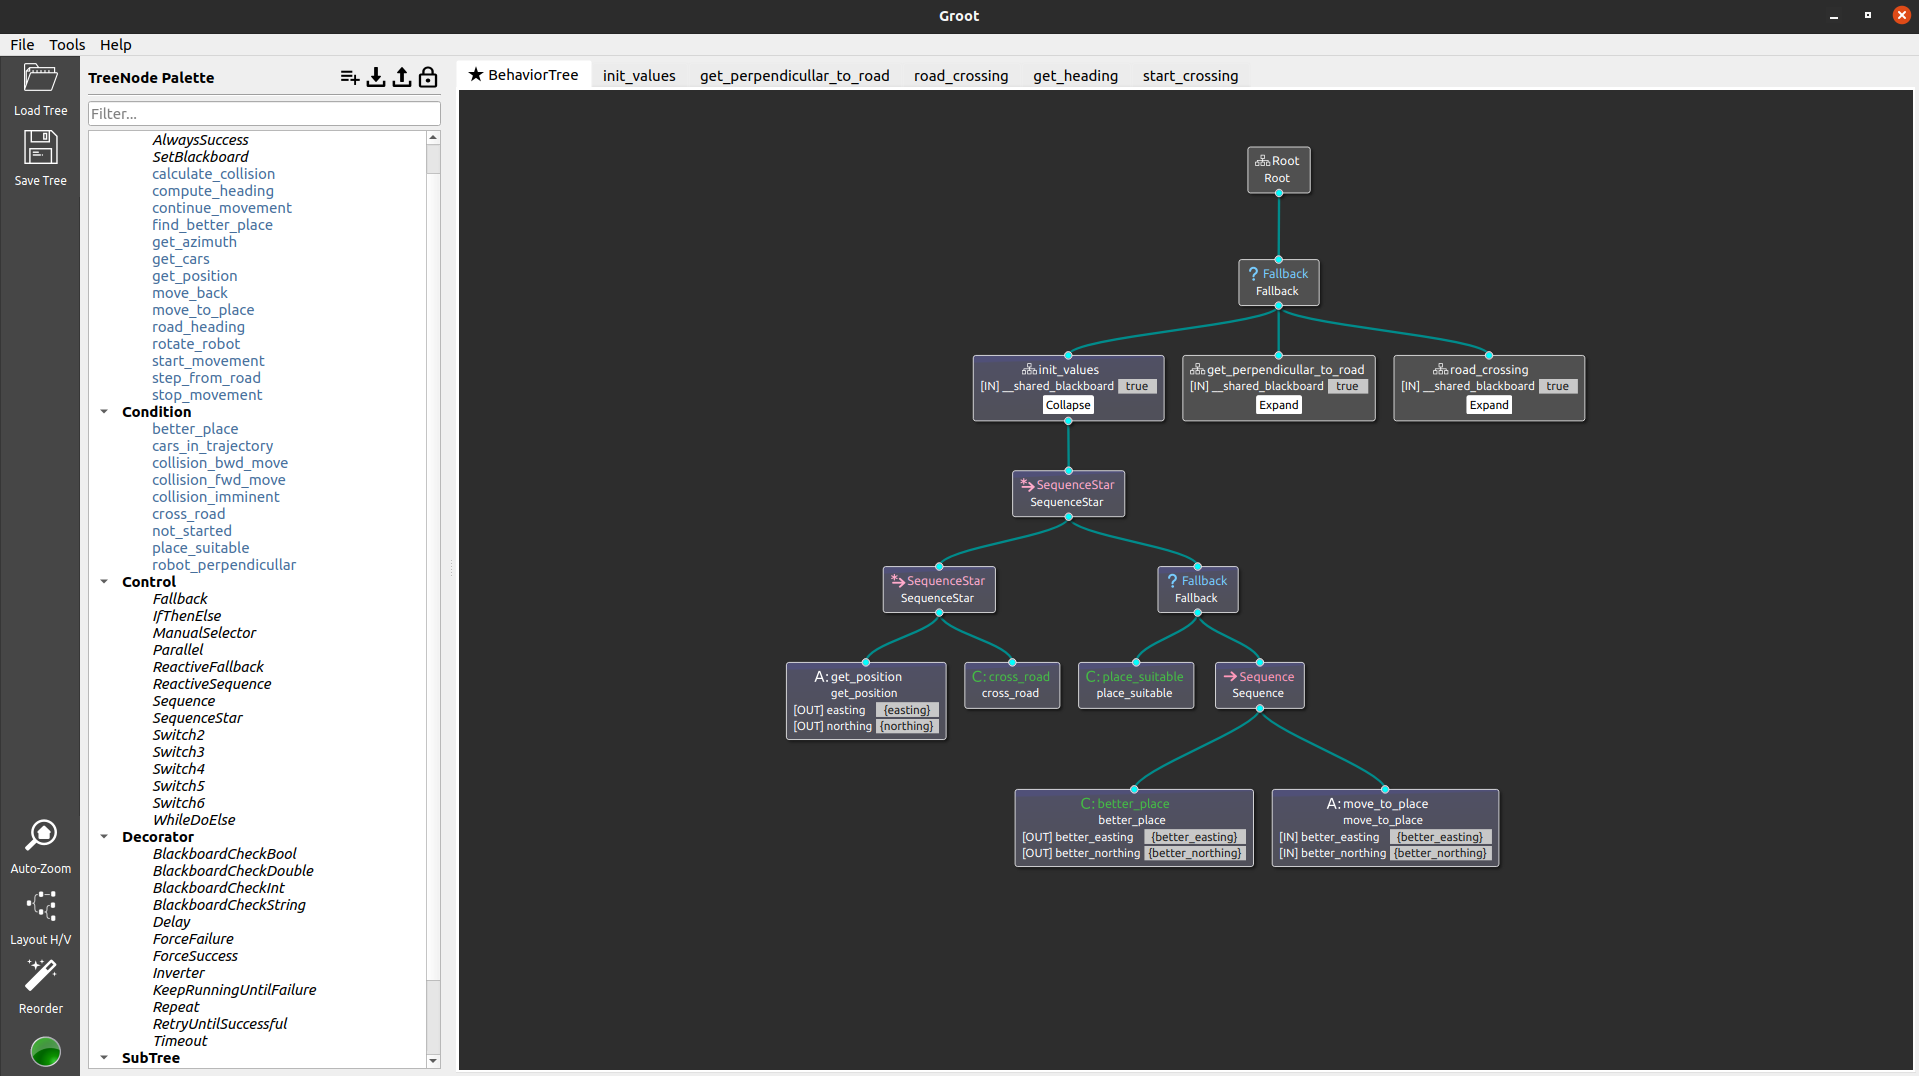 Groot
File Tools Help
Load Tree
Save Tree
Auto-Zoom
Layout H/V
Reorder
TreeNode Palette
Filter...
AlwaysSuccess
SetBlackboard
calculate_collision
compute_heading
continue_movement
find_better_place
get_azimuth
get_cars
get_position
move_back
move_to_place
road_heading
rotate_robot
start_movement
step_from_road
stop_movement
Condition
better_place
cars_in_trajectory
collision_bwd_move
collision_fwd_move
collision_imminent
cross_road
not_started
place_suitable
robot_perpendicullar
Control
Fallback
IfThenElse
ManualSelector
Parallel
ReactiveFallback
ReactiveSequence
Sequence
SequenceStar
Switch2
Switch3
Switch4
Switch5
Switch6
WhileDoElse
Decorator
BlackboardCheckBool
BlackboardCheckDouble
BlackboardCheckInt
BlackboardCheckString
Delay
ForceFailure
ForceSuccess
Inverter
KeepRunningUntilFailure
Repeat
RetryUntilSuccessful
Timeout
SubTree
★ BehaviorTree init_values get_perpendicullar_to_road road_crossing get_heading start_crossing
Root
Root
? Fallback
Fallback
init_values
[IN] __shared_blackboard true
Collapse
get_perpendicullar_to_road
[IN] __shared_blackboard true
Expand
road_crossing
[IN] __shared_blackboard true
Expand
SequenceStar
SequenceStar
SequenceStar
SequenceStar
? Fallback
Fallback
A: get_position
get_position
[OUT] easting {easting}
[OUT] northing {northing}
C: cross_road
cross_road
C: place_suitable
place_suitable
Sequence
Sequence
C: better_place
better_place
[OUT] better_easting {better_easting}
[OUT] better_northing {better_northing}
A: move_to_place
move_to_place
[IN] better_easting {better_easting}
[IN] better_northing {better_northing}